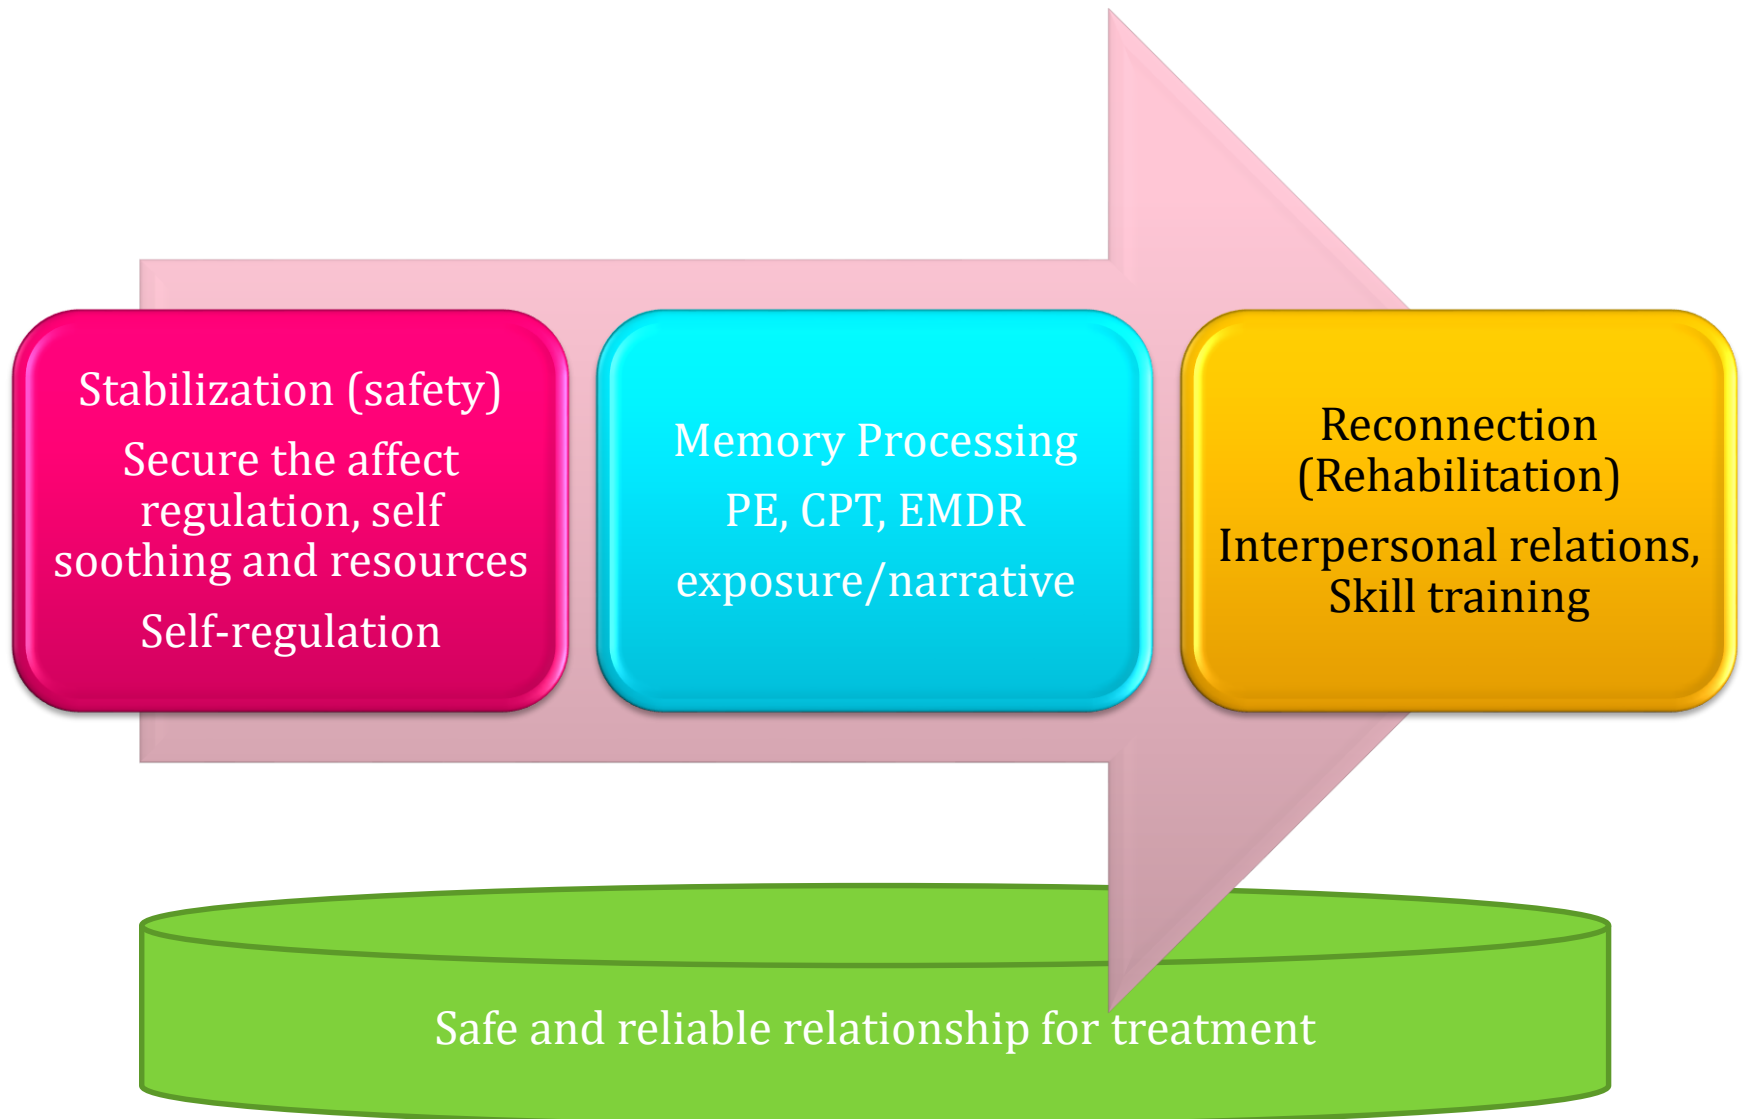 Stabilization (safety)
Secure the affect
regulation, self
soothing and resources
Self-regulation
Memory Processing
PE, CPT, EMDR
exposure/narrative
Reconnection
(Rehabilitation)
Interpersonal relations,
Skill training
Safe and reliable relationship for treatment